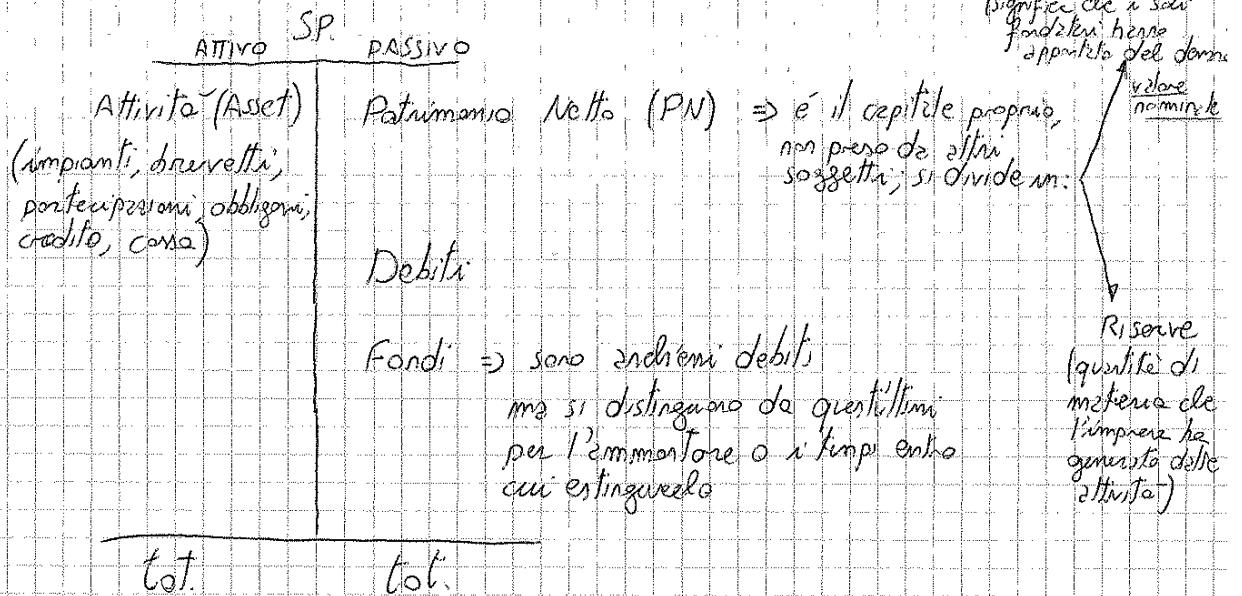 S.P.
ATTIVO
PASSIVO
Attività (Asset)
(impianti, brevetti,
partecipazioni, obbligazni,
credito, cassa)
Patrimonio Netto (PN) => é il capitale proprio,
non preso da altri
soggetti; si divide in:
significa che i soci
fondatori hanno
apportato del denaro
valore
nominale
Debiti
Fondi => sono anch'essi debiti
ma si distinguono da quest'ultimi
per l'ammontare o i tempi entro
cui estinguerlo
Riserve
(quantità di
materia che
l'impresa ha
generato dalle
attività)
tot.
tot.